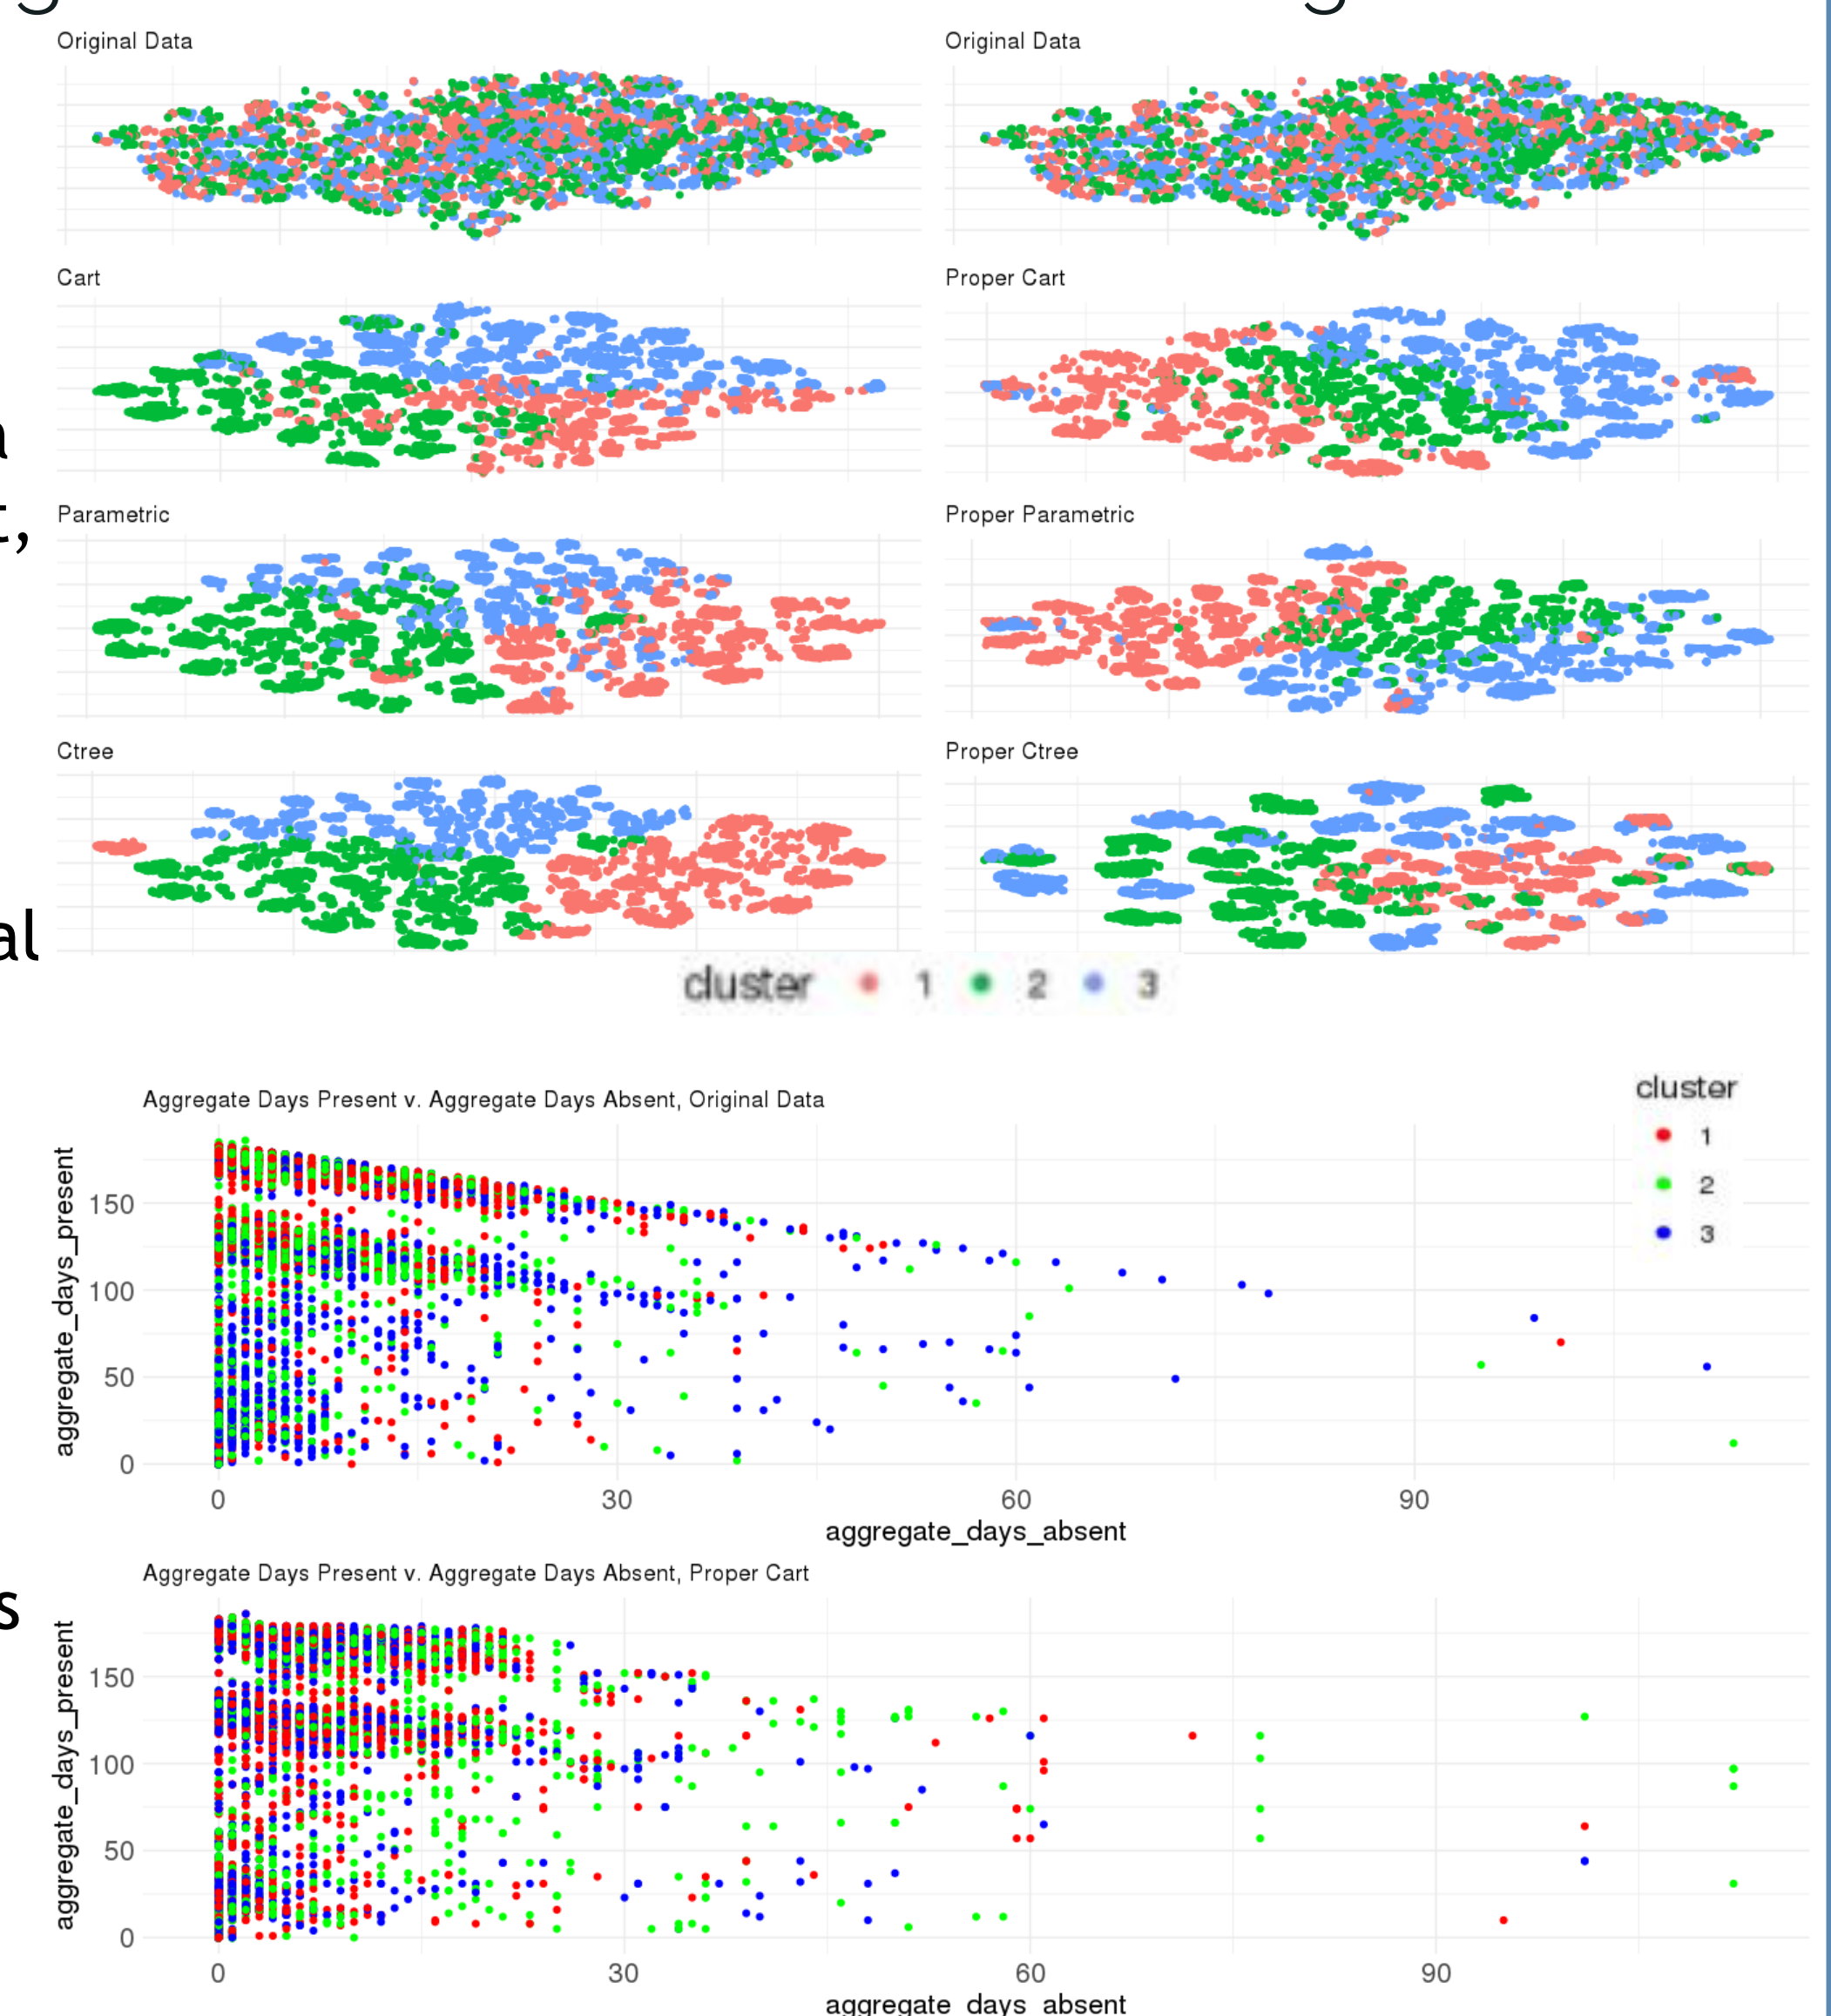 Original Data
Original Data
Cart
Proper Cart
a
t,
Parametric
Proper Parametric
Ctree
Proper Ctree
al
cluster 1 2 3
cluster
1
2
3
Aggregate Days Present v. Aggregate Days Absent, Original Data
aggregate_days_present
150
100
50
0
0 30 60 90
aggregate_days_absent
s
Aggregate Days Present v. Aggregate Days Absent, Proper Cart
aggregate_days_present
150
100
50
0
0 30 60 90
aggregate_days_absent